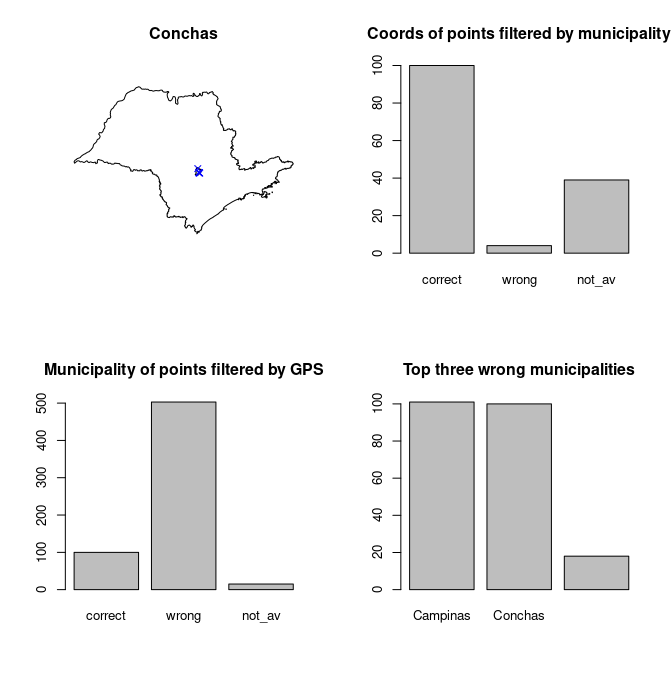 Conchas
Coords of points filtered by municipality
100
80
60
40
20
0
correct wrong not_av
Municipality of points filtered by GPS
500
400
300
200
100
0
correct wrong not_av
Top three wrong municipalities
100
80
60
40
20
0
Campinas Conchas